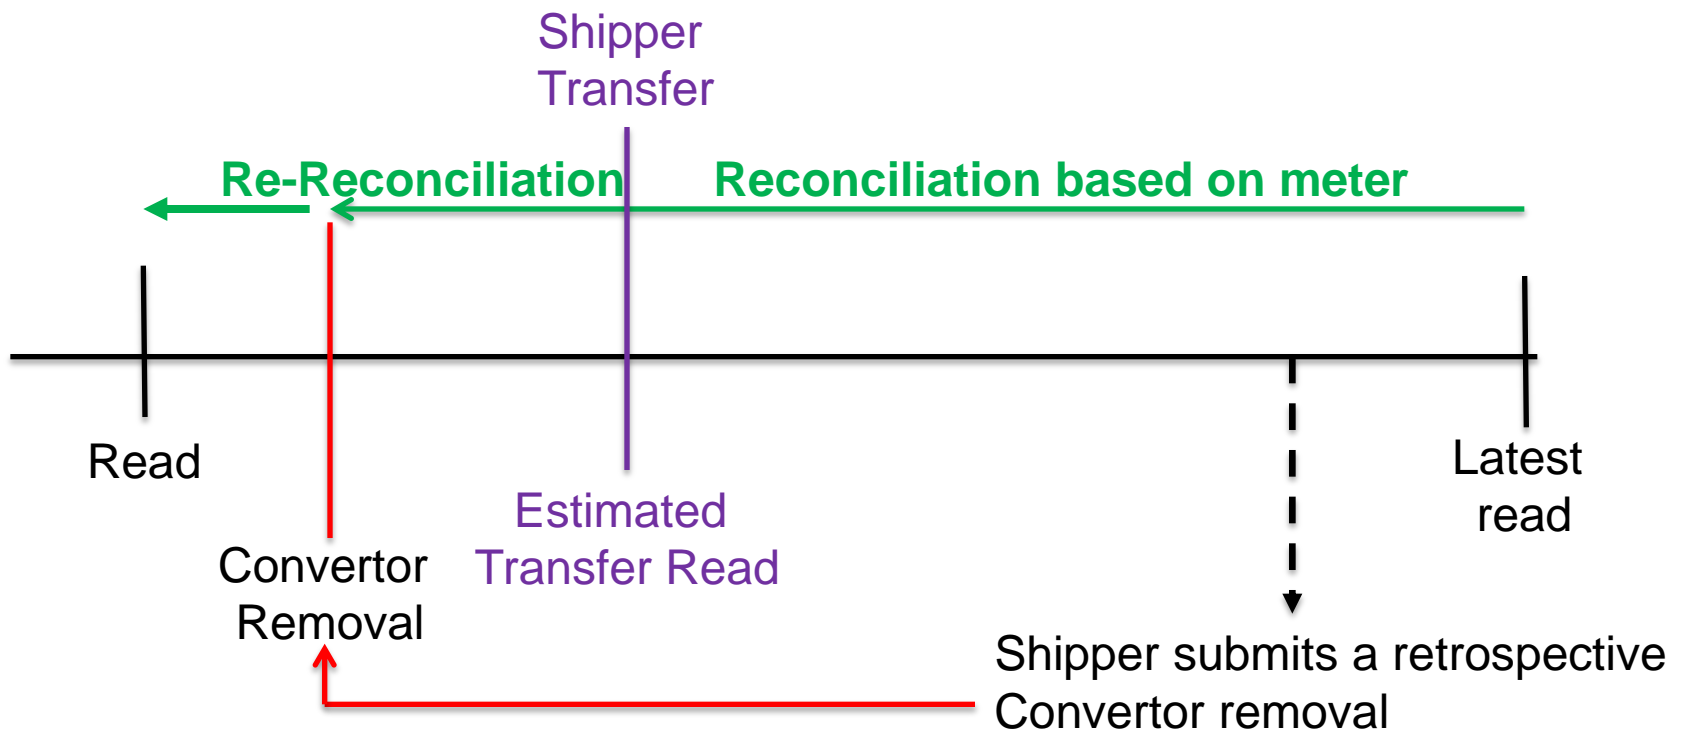 Shipper
Transfer
Re-Reconciliation
Reconciliation based on meter
Read
Convertor
Removal
Estimated
Transfer Read
Latest
read
Shipper submits a retrospective
Convertor removal